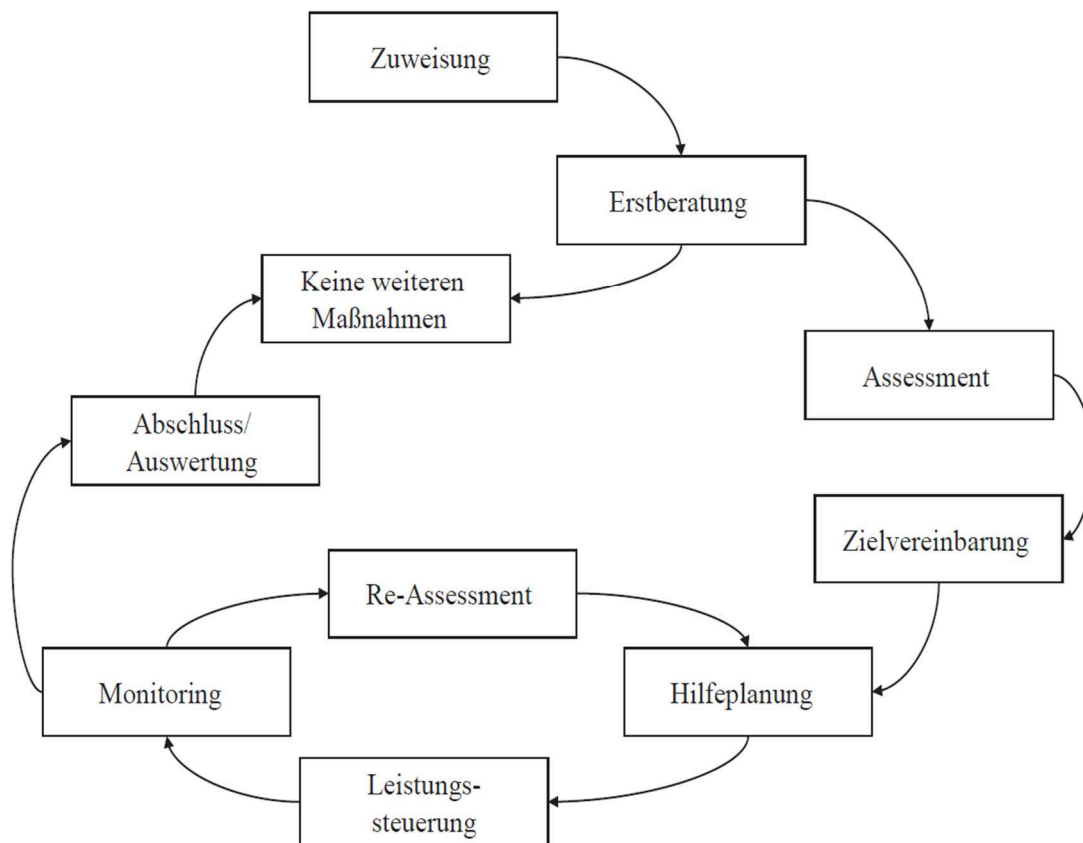 Zuweisung
Erstberatung
Keine weiteren
Maßnahmen
Assessment
Abschluss/
Auswertung
Zielvereinbarung
Re-Assessment
Monitoring
Hilfeplanung
Leistungs-
steuerung